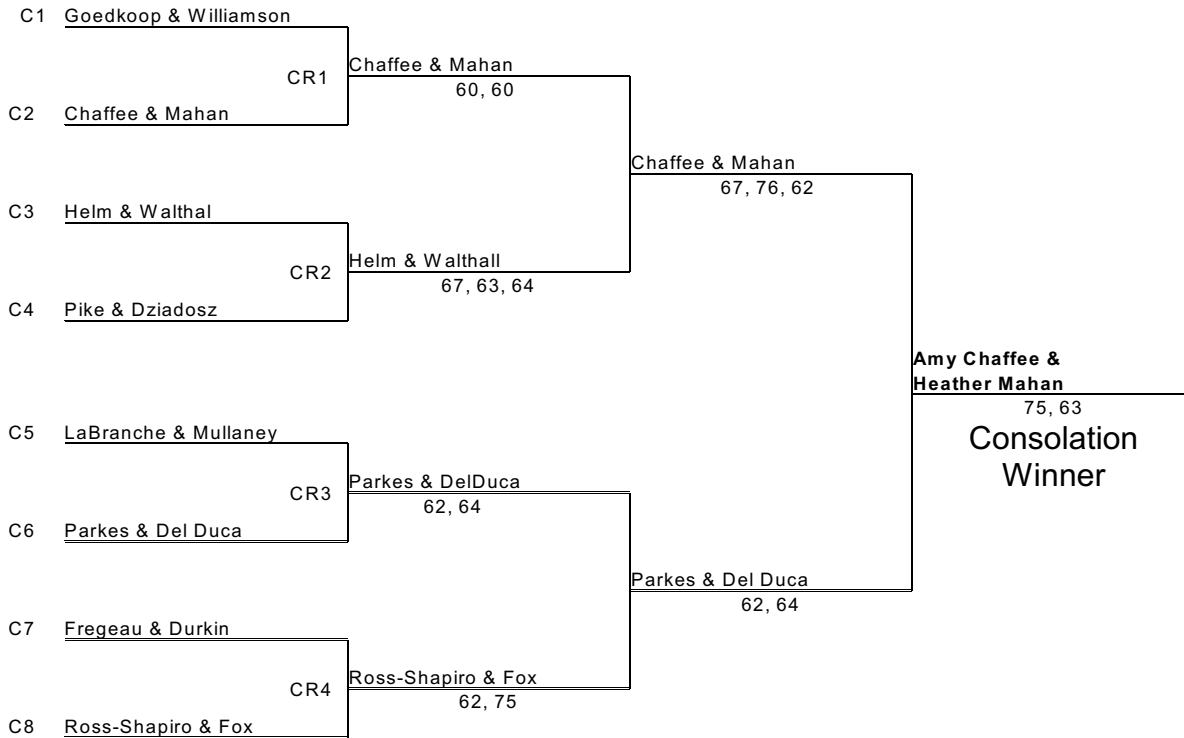 C1 Goedkoop & Williamson
Chaffee & Mahan
CR1
60, 60
C2 Chaffee & Mahan
Chaffee & Mahan
67, 76, 62
C3 Helm & Walthal
Helm & Walthall
CR2
67, 63, 64
C4 Pike & Dziadosz
Amy Chaffee &
Heather Mahan
75, 63
Consolation
Winner
C5 LaBranche & Mullaney
Parkes & DelDuca
CR3
62, 64
C6 Parkes & Del Duca
Parkes & Del Duca
62, 64
C7 Fregeau & Durkin
Ross-Shapiro & Fox
CR4
62, 75
C8 Ross-Shapiro & Fox